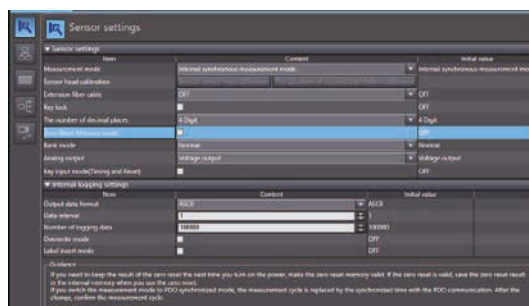 Sensor settings
▼ Sensor settings
Item Content Initial value
Measurement mode Internal synchronous measurement mode Internal synchronous measurement mo
Sensor head calibration
Extension fiber cable OFF OFF
Key lock
The number of decimal places 4 Digit 4 Digit
Zero Reset Memory mode OFF
Bank mode Normal Normal
Analog output Voltage output Voltage output
Key input mode(Timing and Reset) OFF
▼ Internal logging settings
Item Content Initial value
Output data format ASCII ASCII
Data interval 1 1
Number of logging data
Overwrite mode OFF
Label insert mode OFF
Guidance
If you need to keep the result of the zero reset the next time you turn on the power, make the zero reset memory valid. If the zero reset is valid, save the zero reset result
in the internal memory when you use the zero reset.
If you switch the measurement mode to PDO synchronized mode, the measurement cycle is replaced by the synchronized time with the PDO communication. After the
change, confirm the measurement cycle.